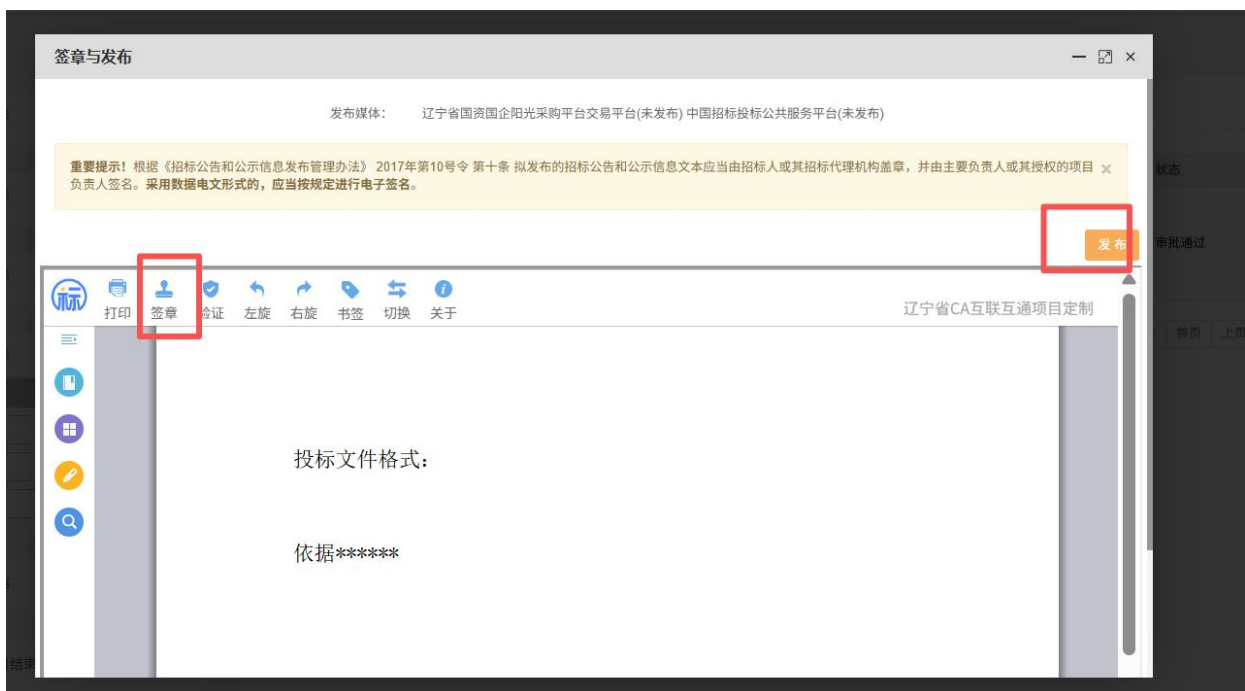 签章与发布
发布媒体： 辽宁省国资国企阳光采购平台交易平台(未发布) 中国招标投标公共服务平台(未发布)
重要提示！根据《招标公告和公示信息发布管理办法》 2017年第10号令 第十条 拟发布的招标公告和公示信息文本应当由招标人或其招标代理机构盖章，并由主要负责人或其授权的项目
负责人签名。采用数据电文形式的，应当按规定进行电子签名。
状态
发布
审批通过
标
打印 签章 验证 左旋 右旋 书签 切换 关于
辽宁省CA互联互通项目定制
首页 上页
投标文件格式：
依据******
结束